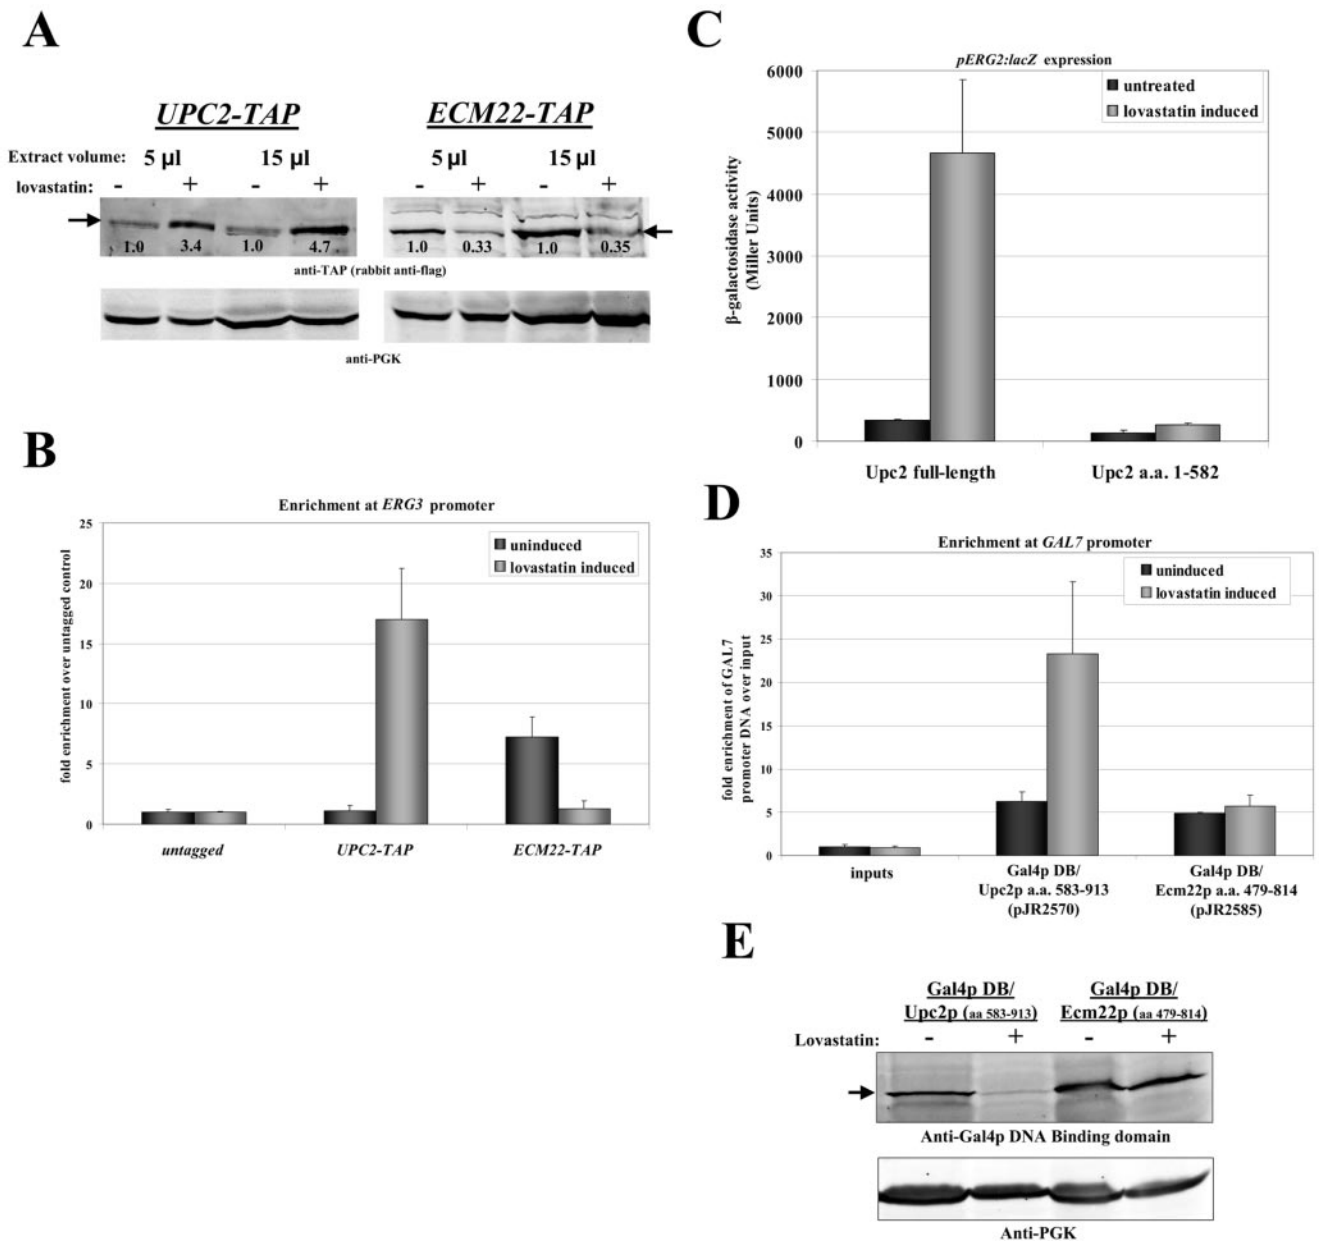 A
UPC2-TAP
ECM22-TAP
Extract volume: 5 µl 15 µl 5 µl 15 µl
lovastatin: - + - + - + - +
1.0 3.4 1.0 4.7 1.0 0.33 1.0 0.35
anti-TAP (rabbit anti-flag)
anti-PGK
B
Enrichment at ERG3 promoter
fold enrichment over untagged control
25
20
15
10
5
0
uninduced
lovastatin induced
untagged UPC2-TAP ECM22-TAP
C
pERG2:lacZ expression
β-galactosidase activity
(Miller Units)
6000
5000
4000
3000
2000
1000
0
untreated
lovastatin induced
Upc2 full-length Upc2 a.a. 1-582
D
Enrichment at GAL7 promoter
fold enrichment of GAL7
promoter DNA over input
35
30
25
20
15
10
5
0
uninduced
lovastatin induced
inputs
Gal4p DB/
Upc2p a.a. 583-913
(pJR2570)
Gal4p DB/
Ecm22p a.a. 479-814
(pJR2585)
E
Gal4p DB/
Upc2p (aa 583-913)
Gal4p DB/
Ecm22p (aa 479-814)
Lovastatin: - + - +
Anti-Gal4p DNA Binding domain
Anti-PGK